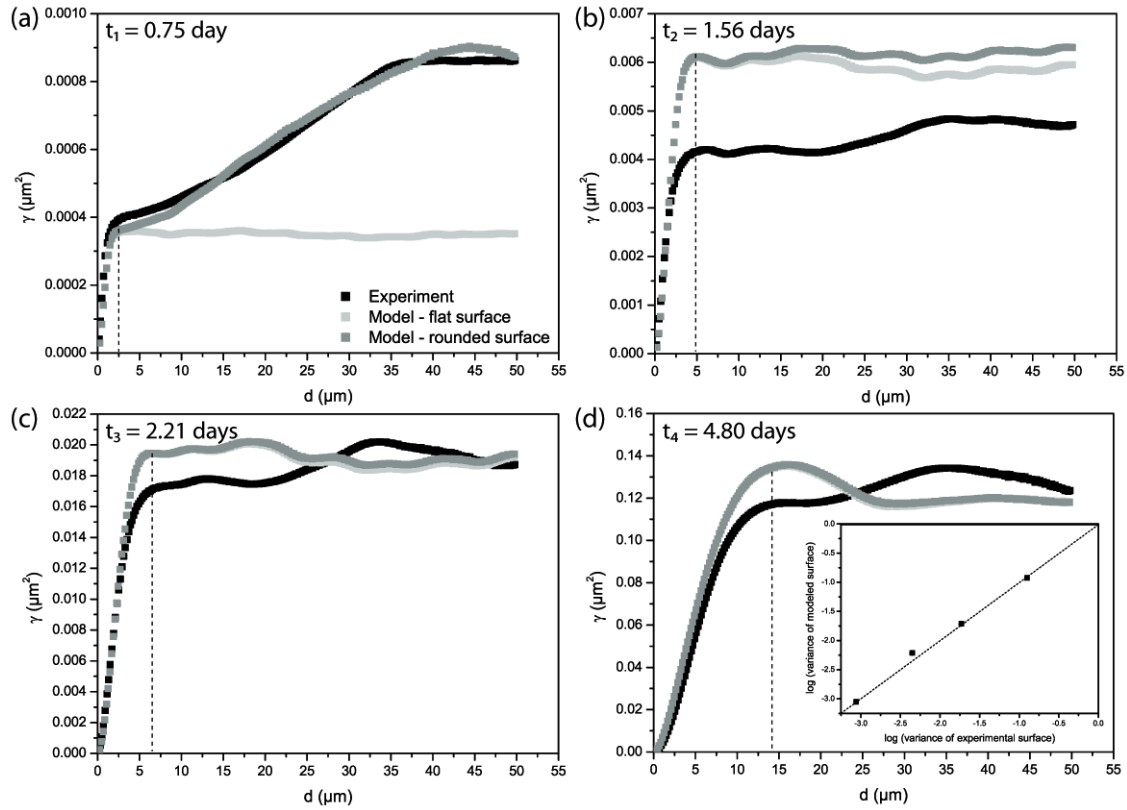 (a)
t₁ = 0.75 day
0.0010
0.0008
0.0006
0.0004
0.0002
0.0000
γ (µm²)
Experiment
Model - flat surface
Model - rounded surface
0 5 10 15 20 25 30 35 40 45 50 55
d (µm)
(b)
t₂ = 1.56 days
0.007
0.006
0.005
0.004
0.003
0.002
0.001
0.000
γ (µm²)
0 5 10 15 20 25 30 35 40 45 50 55
d (µm)
(c)
t₃ = 2.21 days
0.022
0.020
0.018
0.016
0.014
0.012
0.010
0.008
0.006
0.004
0.002
0.000
γ (µm²)
0 5 10 15 20 25 30 35 40 45 50 55
d (µm)
(d)
t₄ = 4.80 days
0.16
0.14
0.12
0.10
0.08
0.06
0.04
0.02
0.00
γ (µm²)
0 5 10 15 20 25 30 35 40 45 50 55
d (µm)
0.0
-0.5
-1.0
-1.5
-2.0
-2.5
-3.0
log (variance of modeled surface)
-3.0 -2.5 -2.0 -1.5 -1.0 -0.5 0.0
log (variance of experimental surface)